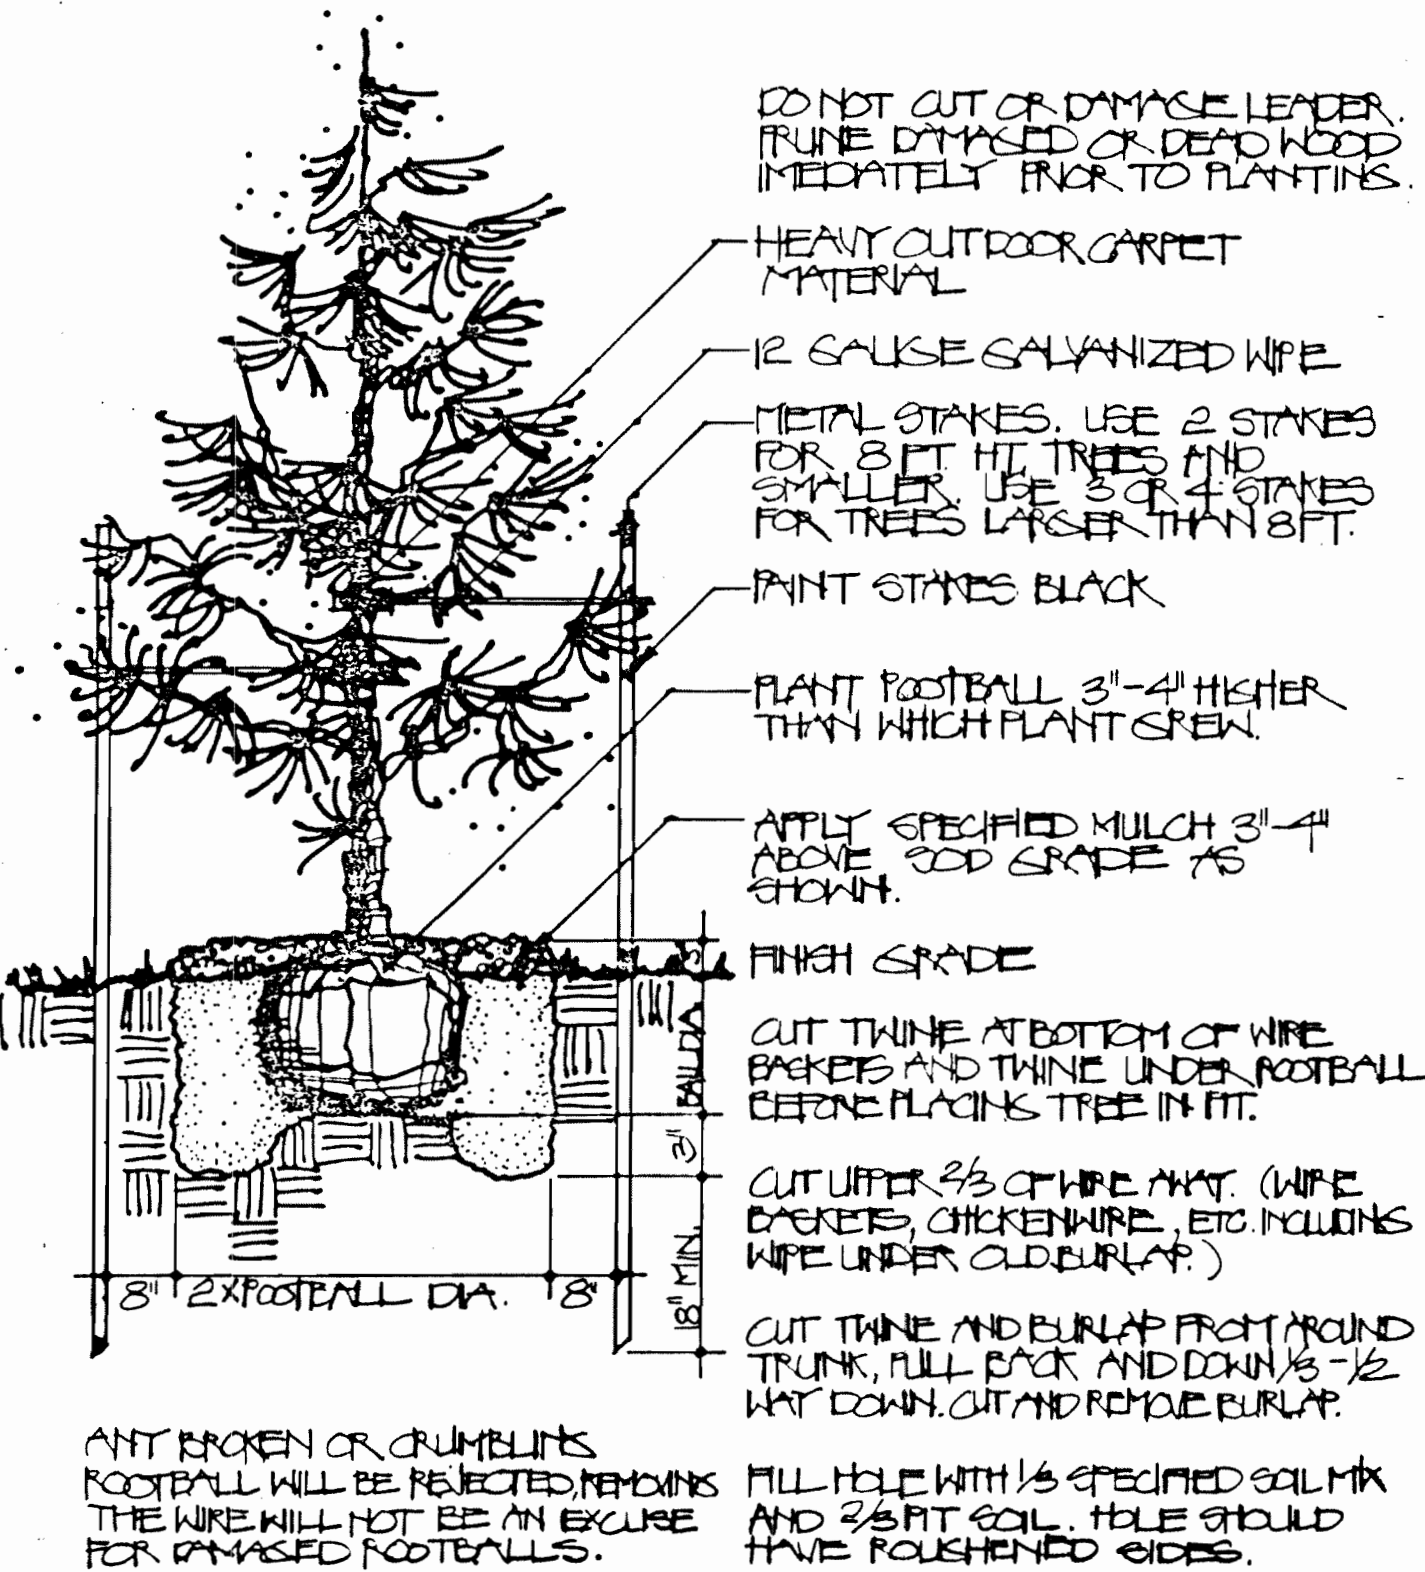 DO NOT CUT OR DAMAGE LEADER.
PRUNE DAMAGED OR DEAD WOOD
IMEDIATELY PRIOR TO PLANTING.
HEAVY OUTDOOR CARPET
MATERIAL
12 GAUGE GALVANIZED WIRE
METAL STAKES. USE 2 STAKES
FOR 8 FT. HT. TREES AND
SMALLER. USE 3 OR 4 STAKES
FOR TREES LARGER THAN 8 FT.
PAINT STAKES BLACK
PLANT ROOTBALL 3"-4" HIGHER
THAN WHICH PLANT GREW.
APPLY SPECIFIED MULCH 3"-4"
ABOVE SOD GRADE AS
SHOWN.
FINISH GRADE
CUT TWINE AT BOTTOM OF WIRE
BASKETS AND TWINE UNDER ROOTBALL
BEFORE PLACING TREE IN PIT.
CUT UPPER 2/3 OF WIRE AWAY. (WIRE
BASKETS, CHICKENWIRE, ETC. INCLUDING
WIRE UNDER OLD BURLAP.)
CUT TWINE AND BURLAP FROM AROUND
TRUNK, PULL BACK AND DOWN 1/3-1/2
WAY DOWN. CUT AND REMOVE BURLAP.
FILL HOLE WITH 1/3 SPECIFIED SOIL MIX
AND 2/3 PIT SOIL. HOLE SHOULD
HAVE ROUGHENED SIDES.
3"
BALL DIA.
3"
18" MIN.
8" 2X ROOTBALL DIA. 8"
ANY BROKEN OR CRUMBLING
ROOTBALL WILL BE REJECTED, REMOVING
THE WIRE WILL NOT BE AN EXCUSE
FOR DAMAGED ROOTBALLS.